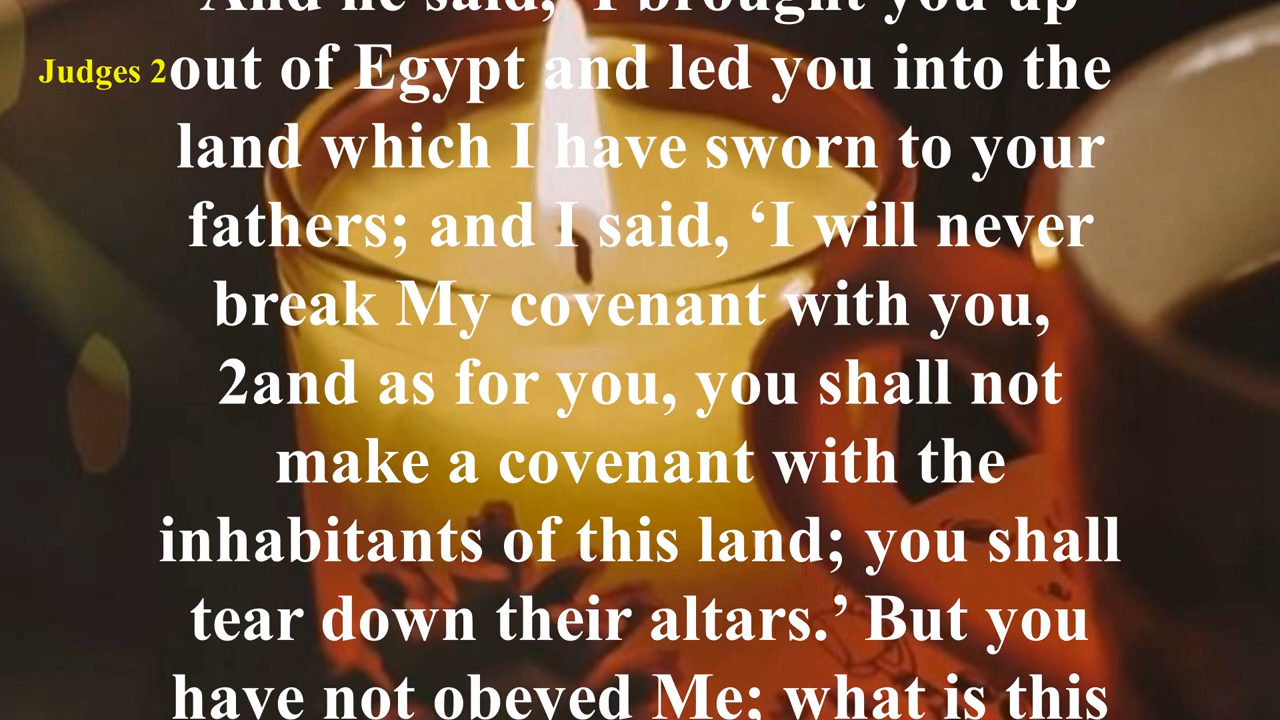 And he said, "I brought you up
Judges 2
out of Egypt and led you into the
land which I have sworn to your
fathers; and I said, ‘I will never
break My covenant with you,
2and as for you, you shall not
make a covenant with the
inhabitants of this land; you shall
tear down their altars.’ But you
have not obeyed Me; what is this